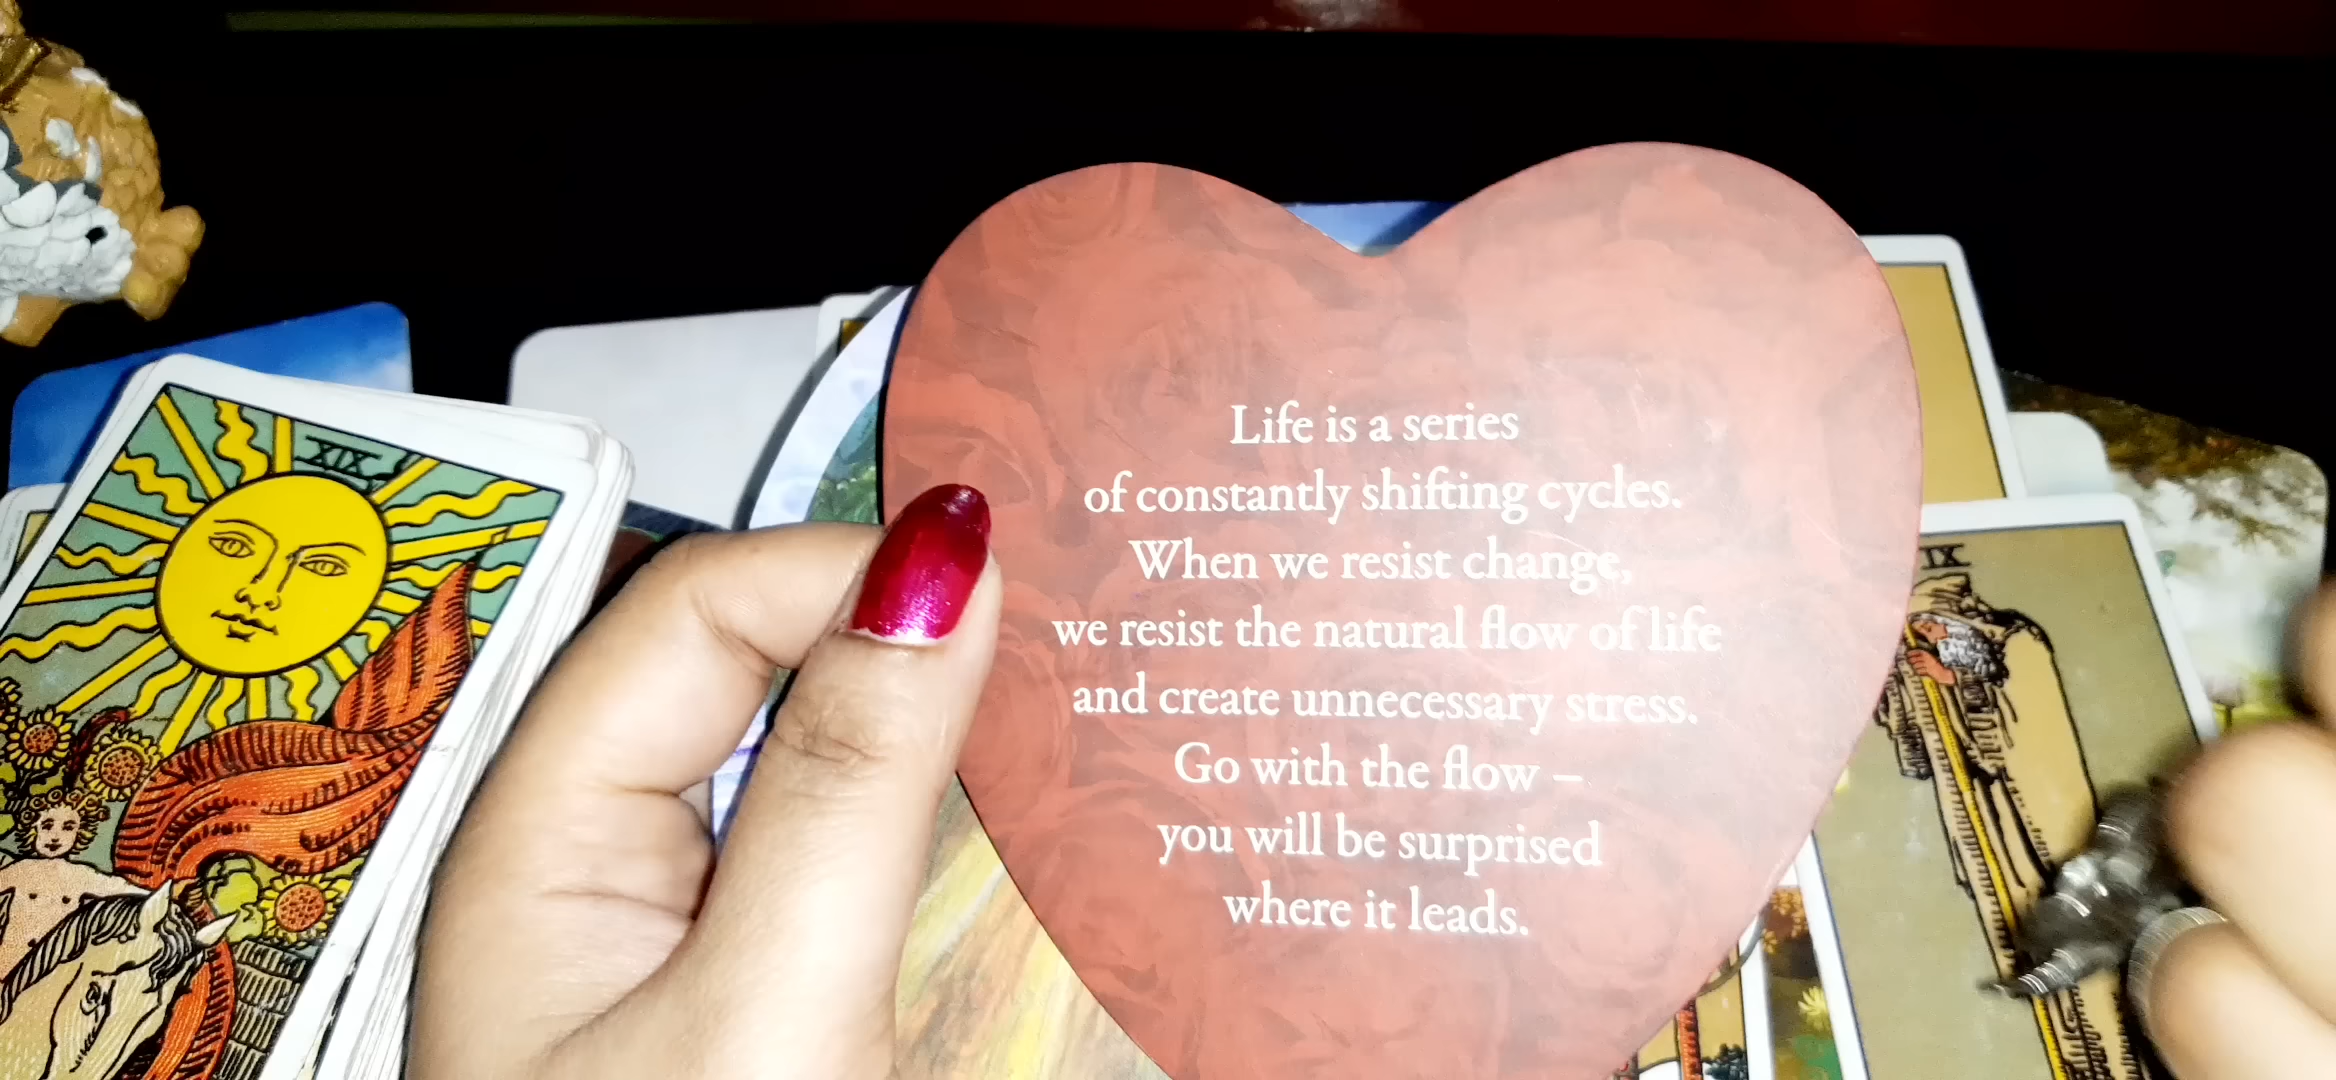 XIX
Life is a series
of constantly shifting cycles.
When we resist change,
we resist the natural flow of life
and create unnecessary stress.
Go with the flow –
you will be surprised
where it leads.
IX